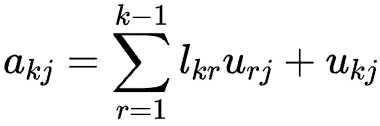 $a_{kj} = \sum_{r=1}^{k-1} l_{kr} u_{rj} + u_{kj}$